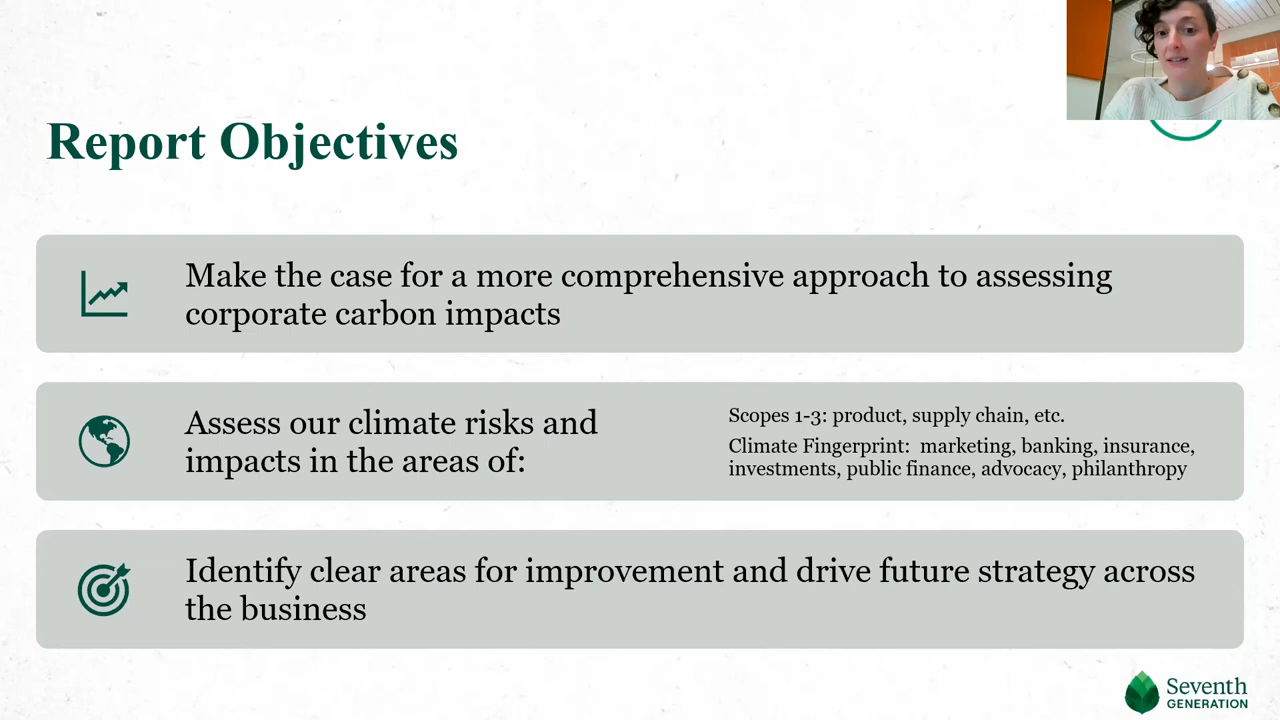 Report Objectives
Make the case for a more comprehensive approach to assessing
corporate carbon impacts
Assess our climate risks and
impacts in the areas of:
Scopes 1-3: product, supply chain, etc.
Climate Fingerprint:  marketing, banking, insurance,
investments, public finance, advocacy, philanthropy
Identify clear areas for improvement and drive future strategy across
the business
Seventh
GENERATION